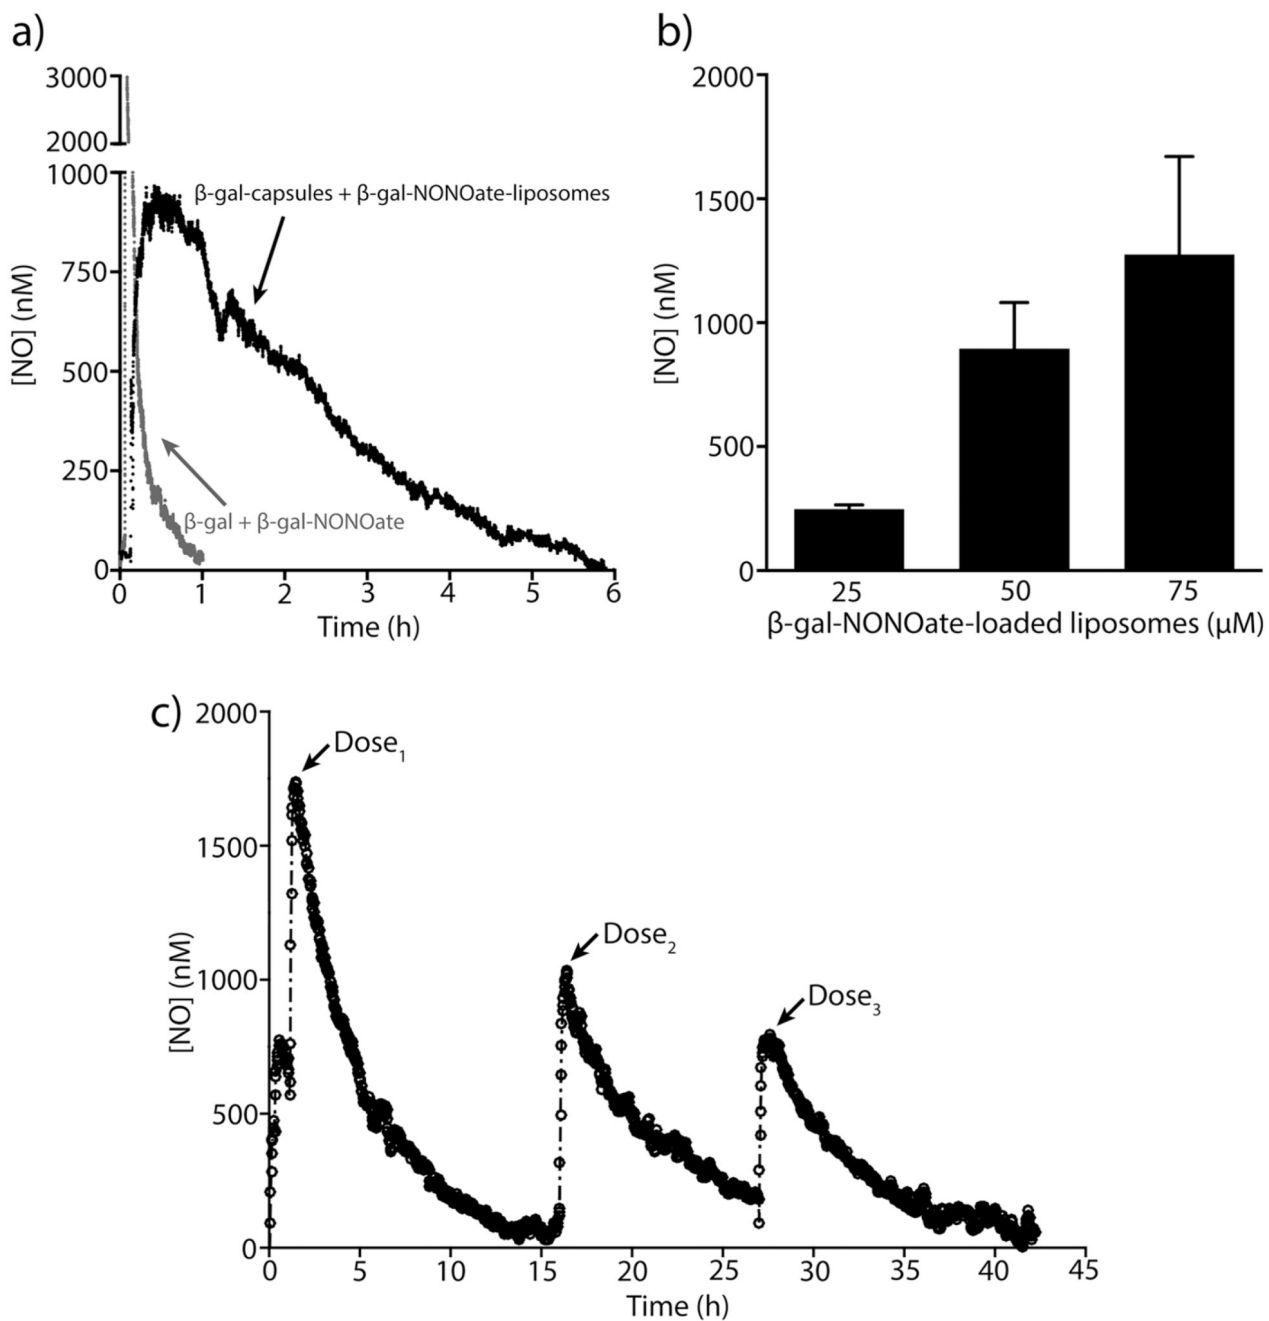 a)
3000
2000
1000
750
500
250
0
[NO] (nM)
β-gal-capsules + β-gal-NONOate-liposomes
β-gal + β-gal-NONOate
0 1 2 3 4 5 6
Time (h)
b)
2000
1500
1000
500
0
[NO] (nM)
25 50 75
β-gal-NONOate-loaded liposomes (μM)
c)
2000
1500
1000
500
0
[NO] (nM)
Dose1
Dose2
Dose3
0 5 10 15 20 25 30 35 40 45
Time (h)